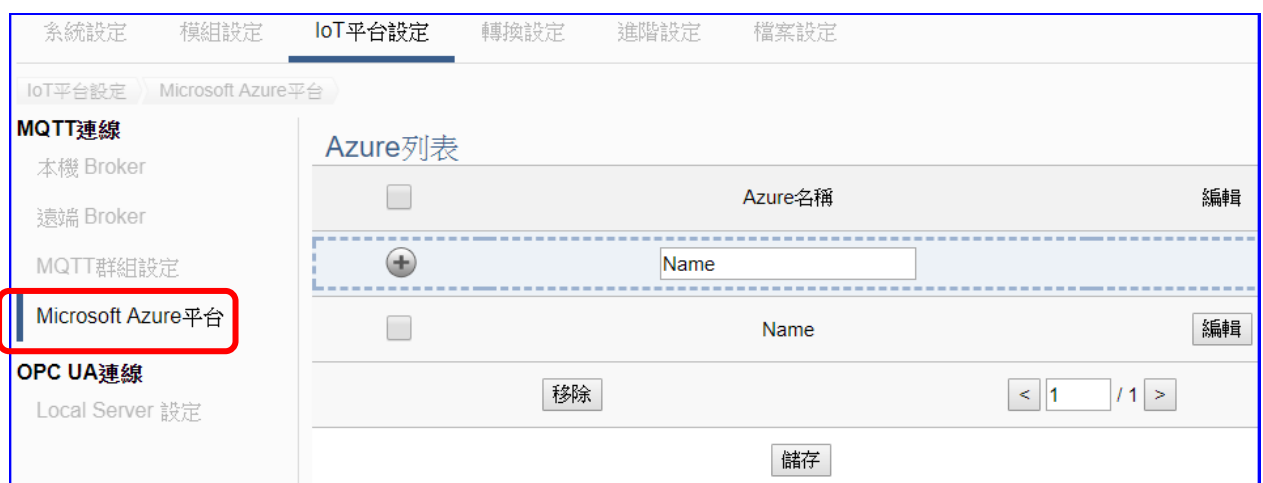 系統設定 模組設定 IoT平台設定 轉換設定 進階設定 檔案設定
IoT平台設定 Microsoft Azure平台
MQTT連線
本機 Broker
遠端 Broker
MQTT群組設定
Microsoft Azure平台
OPC UA連線
Local Server 設定
Azure列表
Azure名稱 編輯
Name
Name 編輯
移除 < 1 / 1 >
儲存